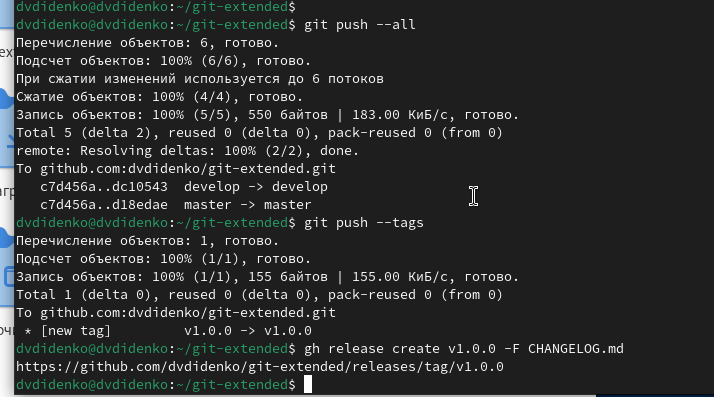 dvdidenko@dvdidenko:~/git-extended$
dvdidenko@dvdidenko:~/git-extended$ git push --all
Перечисление объектов: 6, готово.
Подсчет объектов: 100% (6/6), готово.
При сжатии изменений используется до 6 потоков
Сжатие объектов: 100% (4/4), готово.
Запись объектов: 100% (5/5), 550 байтов | 183.00 КиБ/с, готово.
Total 5 (delta 2), reused 0 (delta 0), pack-reused 0 (from 0)
remote: Resolving deltas: 100% (2/2), done.
To github.com:dvdidenko/git-extended.git
   c7d456a..dc10543  develop -> develop
   c7d456a..d18edae  master -> master
dvdidenko@dvdidenko:~/git-extended$ git push --tags
Перечисление объектов: 1, готово.
Подсчет объектов: 100% (1/1), готово.
Запись объектов: 100% (1/1), 155 байтов | 155.00 КиБ/с, готово.
Total 1 (delta 0), reused 0 (delta 0), pack-reused 0 (from 0)
To github.com:dvdidenko/git-extended.git
 * [new tag]         v1.0.0 -> v1.0.0
dvdidenko@dvdidenko:~/git-extended$ gh release create v1.0.0 -F CHANGELOG.md
https://github.com/dvdidenko/git-extended/releases/tag/v1.0.0
dvdidenko@dvdidenko:~/git-extended$